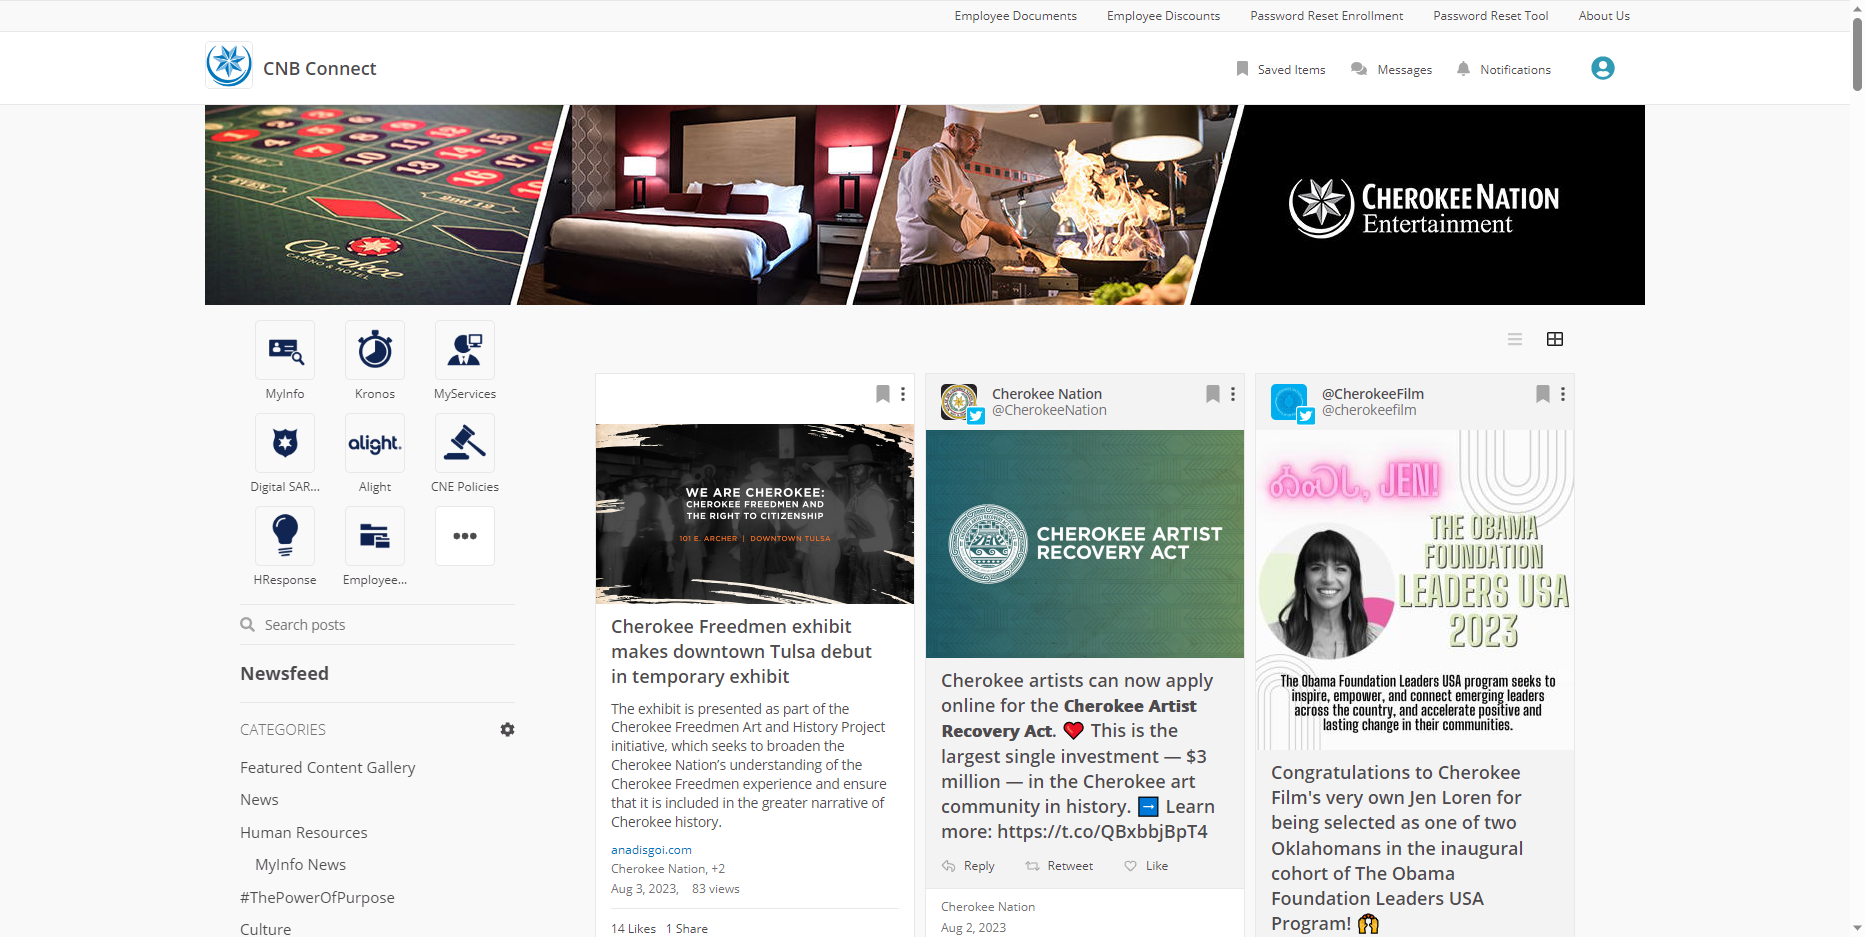 Employee Documents
Employee Discounts
Password Reset Enrollment
Password Reset Tool
About Us
CNB Connect
Saved Items
Messages
Notifications
Cherokee
CASINO & HOTEL
CHEROKEE NATION
Entertainment
MyInfo
Kronos
MyServices
alight.
Digital SAR...
Alight
CNE Policies
HResponse
Employee...
Search posts
Newsfeed
CATEGORIES
Featured Content Gallery
News
Human Resources
MyInfo News
#ThePowerOfPurpose
Culture
WE ARE CHEROKEE:
CHEROKEE FREEDMEN AND
THE RIGHT TO CITIZENSHIP
101 E. ARCHER | DOWNTOWN TULSA
Cherokee Freedmen exhibit
makes downtown Tulsa debut
in temporary exhibit
The exhibit is presented as part of the
Cherokee Freedmen Art and History Project
initiative, which seeks to broaden the
Cherokee Nation's understanding of the
Cherokee Freedmen experience and ensure
that it is included in the greater narrative of
Cherokee history.
anadisgoi.com
Cherokee Nation, +2
Aug 3, 2023, 83 views
14 Likes 1 Share
Cherokee Nation
@CherokeeNation
CHEROKEE ARTIST
RECOVERY ACT
Cherokee artists can now apply
online for the Cherokee Artist
Recovery Act. ❤️ This is the
largest single investment — $3
million — in the Cherokee art
community in history. ➡️ Learn
more: https://t.co/QBxbbjBpT4
Reply
Retweet
Like
Cherokee Nation
Aug 2, 2023
@CherokeeFilm
@cherokeefilm
JEN!
THE OBAMA
FOUNDATION
LEADERS USA
2023
The Obama Foundation Leaders USA program seeks to
inspire, empower, and connect emerging leaders
across the country, and accelerate positive and
lasting change in their communities.
Congratulations to Cherokee
Film's very own Jen Loren for
being selected as one of two
Oklahomans in the inaugural
cohort of The Obama
Foundation Leaders USA
Program! 🙌